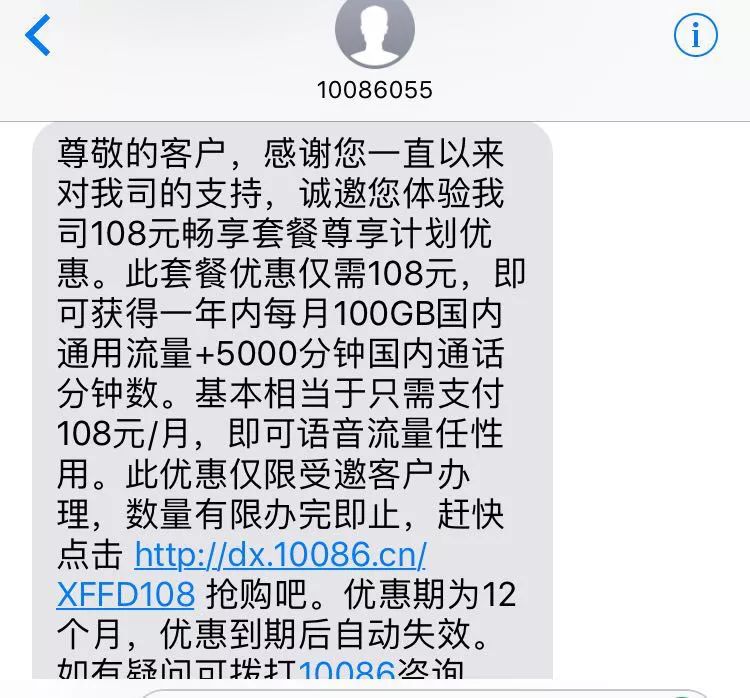 10086055
尊敬的客户，感谢您一直以来
对我司的支持，诚邀您体验我
司108元畅享套餐尊享计划优
惠。此套餐优惠仅需108元，即
可获得一年内每月100GB国内
通用流量+5000分钟国内通话
分钟数。基本相当于只需支付
108元/月，即可语音流量任性
用。此优惠仅限受邀客户办
理，数量有限办完即止，赶快
点击 http://dx.10086.cn/
XFFD108 抢购吧。优惠期为12
个月，优惠到期后自动失效。
如有疑问可拨打10086咨询